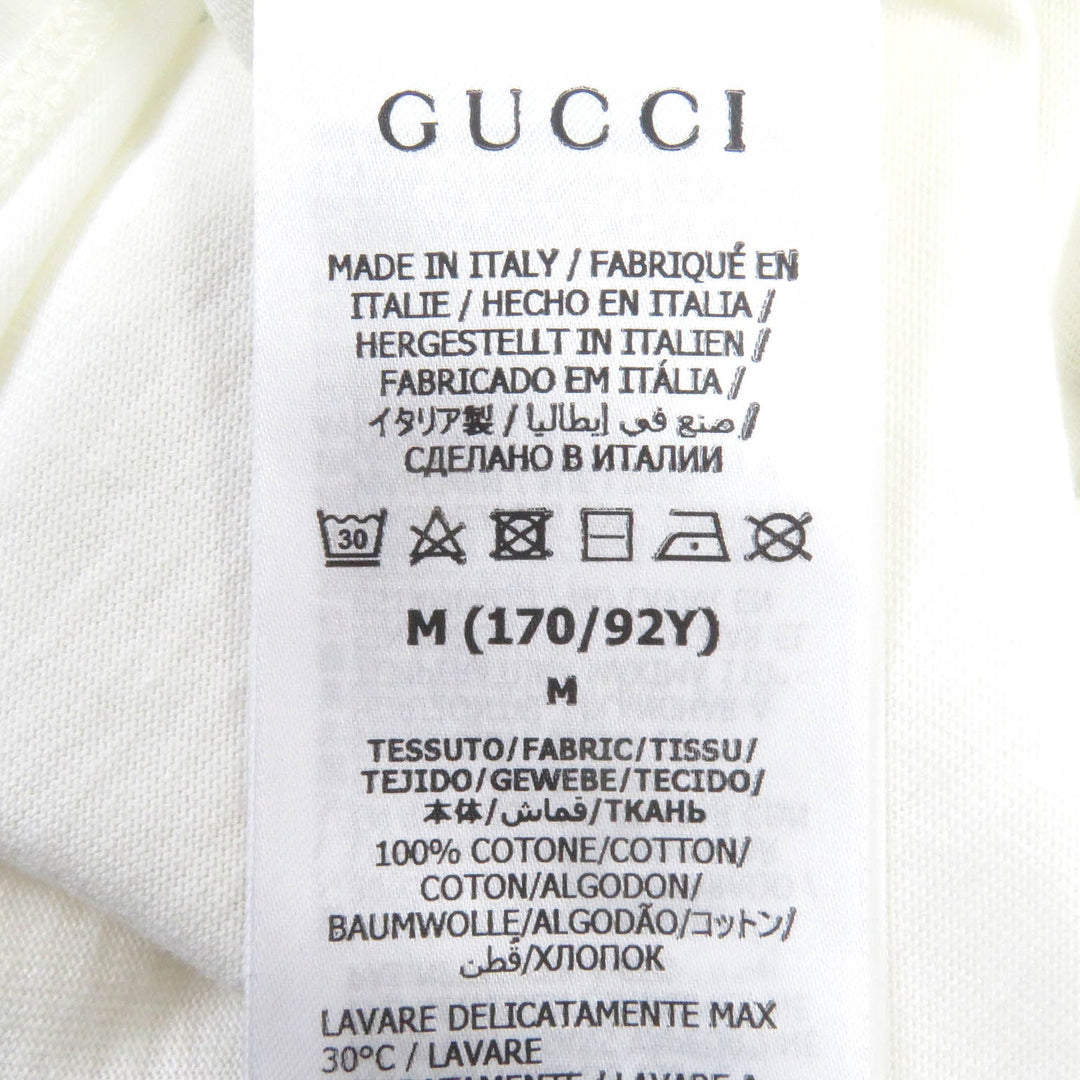 GUCCI
MADE IN ITALY / FABRIQUÉ EN
ITALIE / HECHO EN ITALIA /
HERGESTELLT IN ITALIEN /
FABRICADO EM ITÁLIA /
イタリア製 / صنع في إيطاليا /
СДЕЛАНО В ИТАЛИИ
30
M (170/92Y)
M
TESSUTO/FABRIC/TISSU/
TEJIDO/GEWEBE/TECIDO/
本体/قماش/ТКАНЬ
100% COTONE/COTTON/
COTON/ALGODON/
BAUMWOLLE/ALGODÃO/コットン/
قُطن/ХЛОПОК
LAVARE DELICATAMENTE MAX
30°C / LAVARE